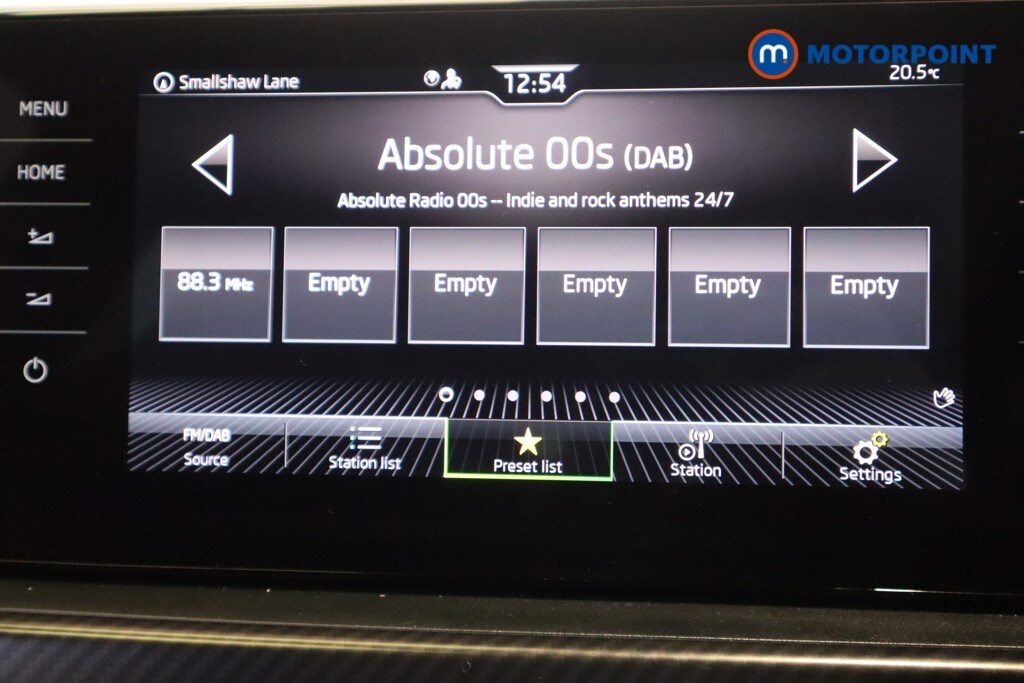 m MOTORPOINT
Smallshaw Lane 12:54 20.5°C
MENU
HOME
Absolute 00s (DAB)
Absolute Radio 00s -- Indie and rock anthems 24/7
88.3 MHz Empty Empty Empty Empty Empty
FM/DAB
Source Station list Preset list Station Settings